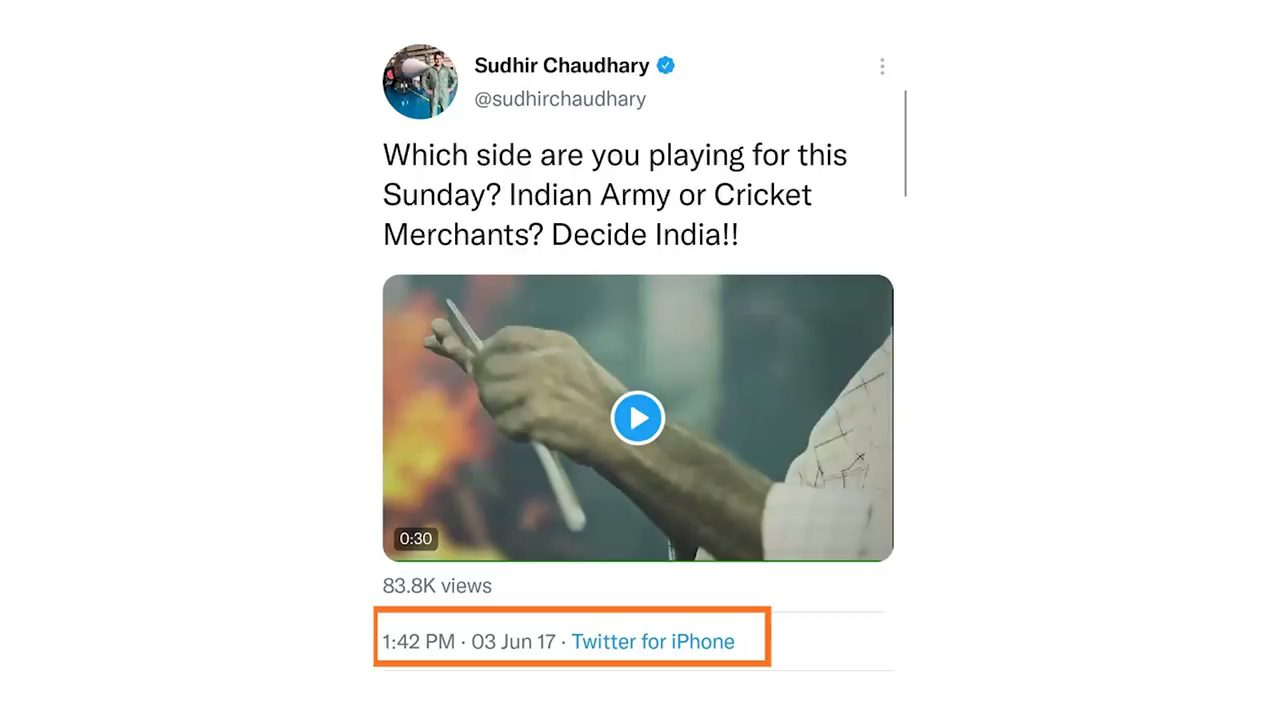 Sudhir Chaudhary
@sudhirchaudhary
Which side are you playing for this
Sunday? Indian Army or Cricket
Merchants? Decide India!!
0:30
83.8K views
1:42 PM · 03 Jun 17 · Twitter for iPhone